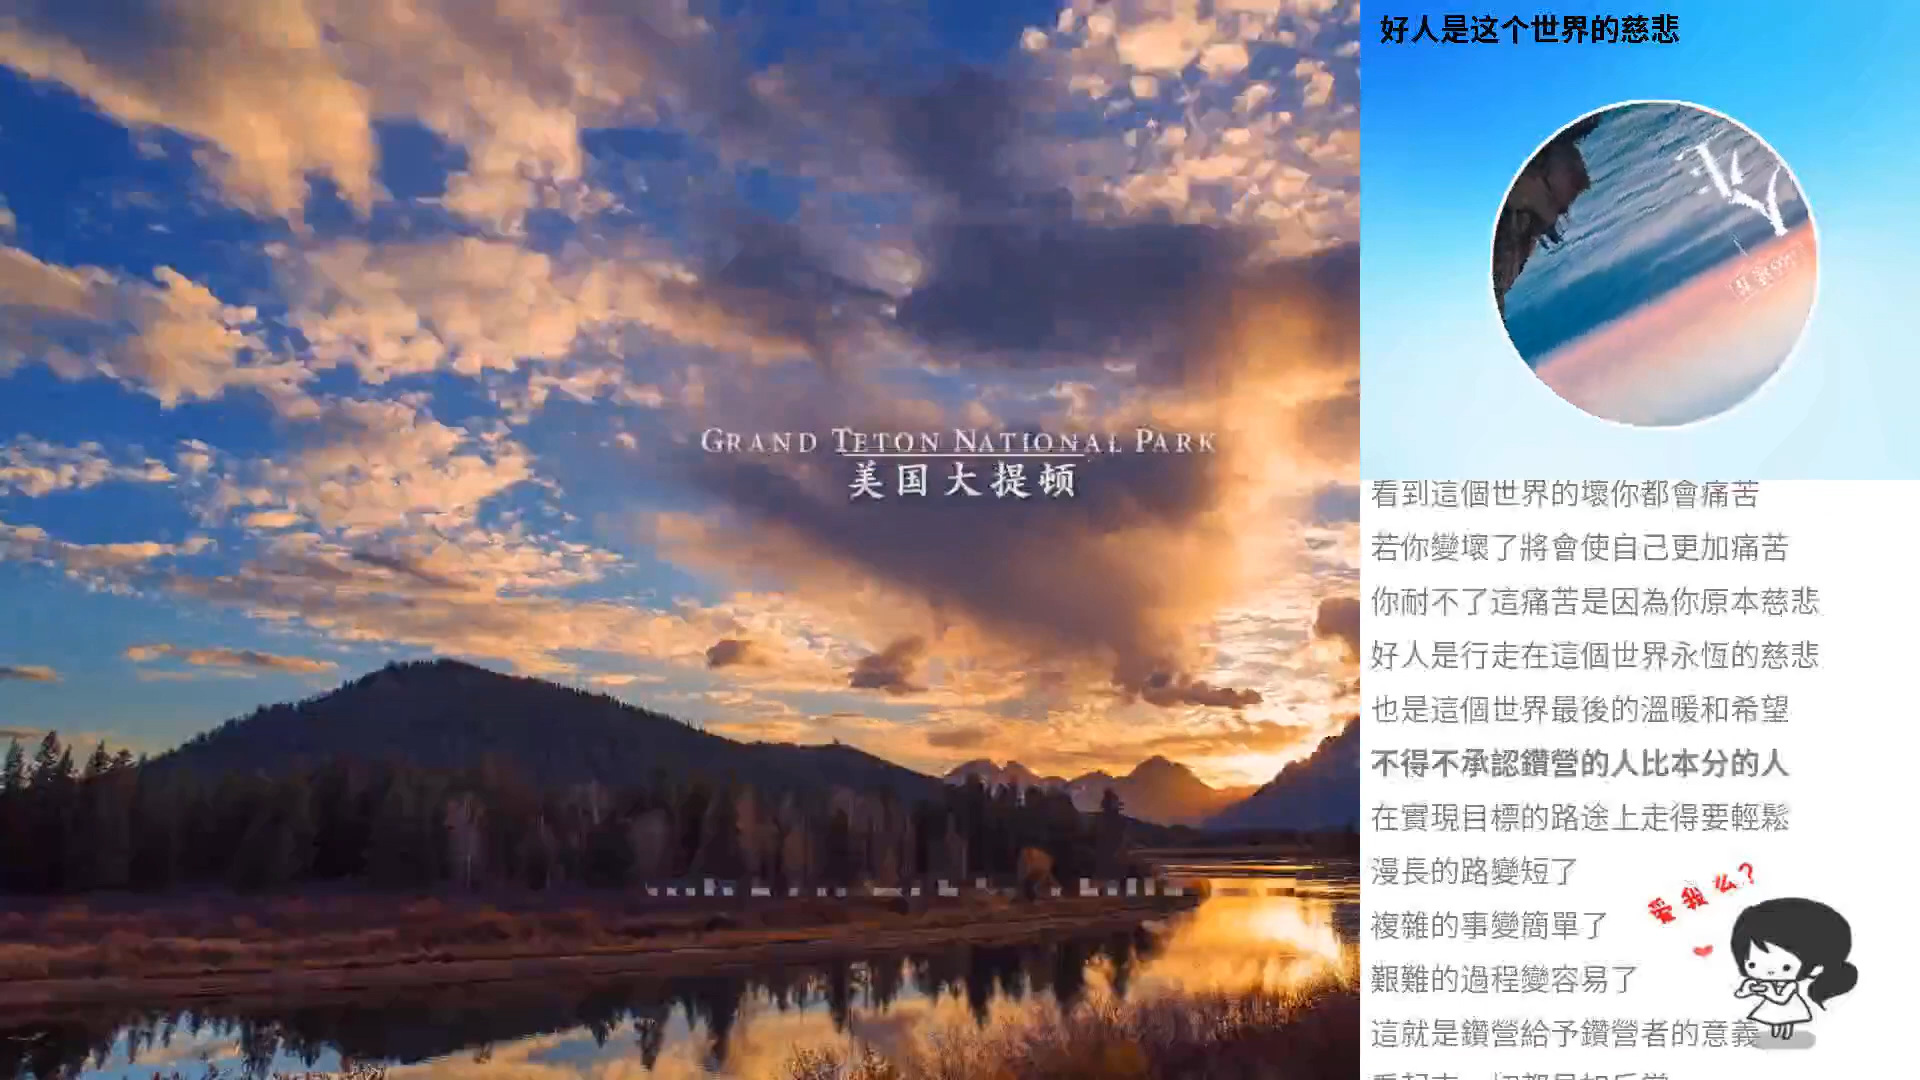 GRAND TETON NATIONAL PARK
美国大提顿
好人是这个世界的慈悲
看到這個世界的壞你都會痛苦
若你變壞了將會使自己更加痛苦
你耐不了這痛苦是因為你原本慈悲
好人是行走在這個世界永恆的慈悲
也是這個世界最後的溫暖和希望
不得不承認鑽營的人比本分的人
在實現目標的路途上走得要輕鬆
漫長的路變短了
複雜的事變簡單了
艱難的過程變容易了
這就是鑽營給予鑽營者的意義
爱我么?